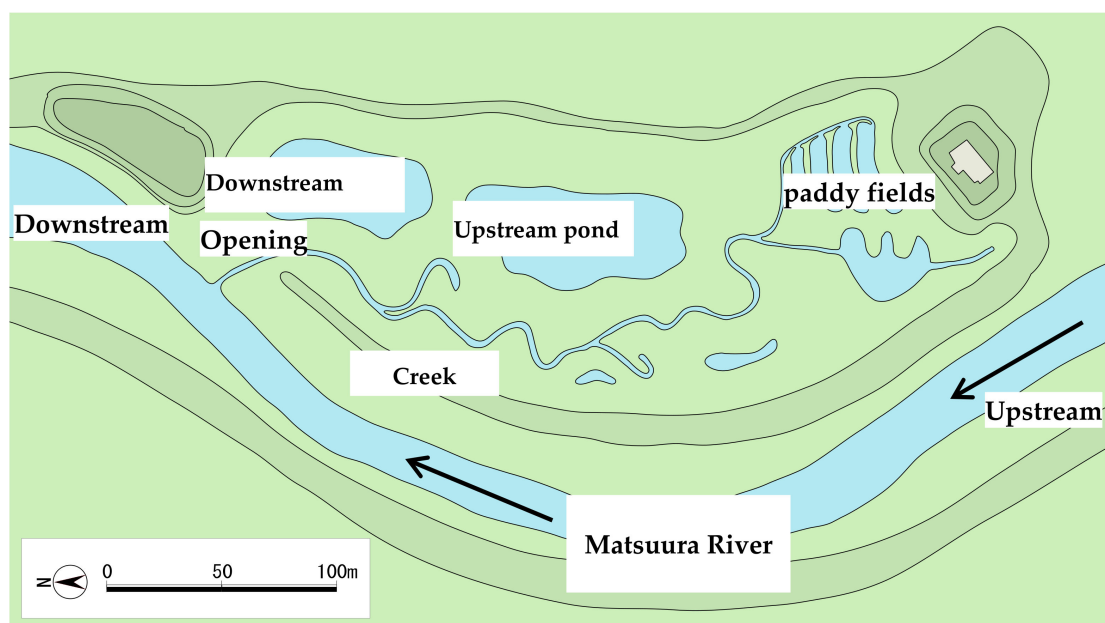 Downstream
paddy fields
Downstream
Opening
Upstream pond
Creek
Upstream
Matsuura River
N
0 50 100m